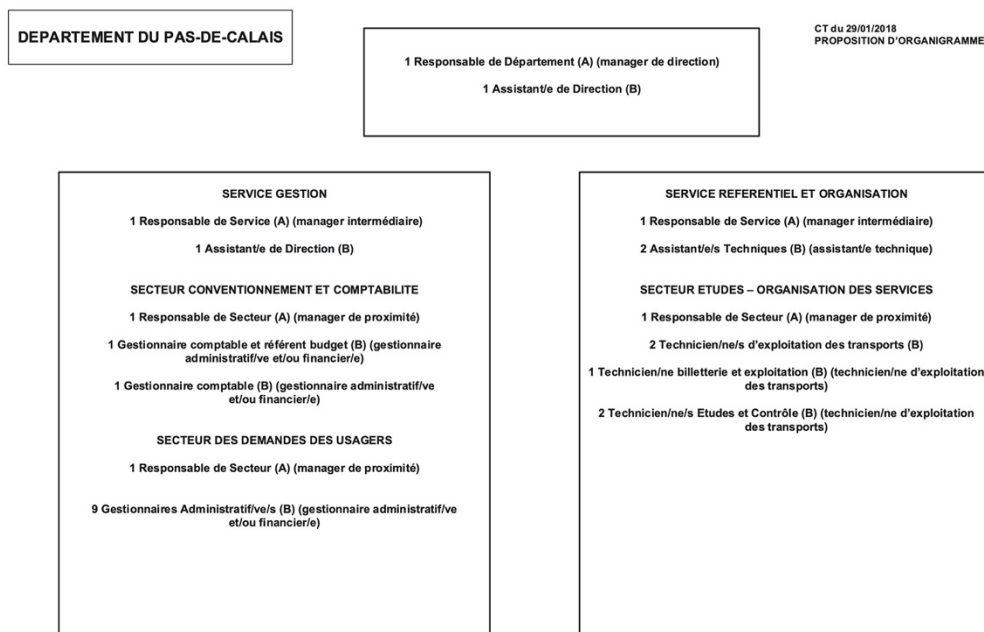 DEPARTEMENT DU PAS-DE-CALAIS
CT du 29/01/2018
PROPOSITION D'ORGANIGRAMME
1 Responsable de Département (A) (manager de direction)
1 Assistant/e de Direction (B)
SERVICE GESTION
1 Responsable de Service (A) (manager intermédiaire)
1 Assistant/e de Direction (B)
SECTEUR CONVENTIONNEMENT ET COMPTABILITE
1 Responsable de Secteur (A) (manager de proximité)
1 Gestionnaire comptable et référent budget (B) (gestionnaire
administratif/ve et/ou financier/e)
1 Gestionnaire comptable (B) (gestionnaire administratif/ve
et/ou financier/e)
SECTEUR DES DEMANDES DES USAGERS
1 Responsable de Secteur (A) (manager de proximité)
9 Gestionnaires Administratif/ve/s (B) (gestionnaire administratif/ve
et/ou financier/e)
SERVICE REFERENTIEL ET ORGANISATION
1 Responsable de Service (A) (manager intermédiaire)
2 Assistant/e/s Techniques (B) (assistant/e technique)
SECTEUR ETUDES – ORGANISATION DES SERVICES
1 Responsable de Secteur (A) (manager de proximité)
2 Technicien/ne/s d'exploitation des transports (B)
1 Technicien/ne billetterie et exploitation (B) (technicien/ne d'exploitation
des transports)
2 Technicien/ne/s Etudes et Contrôle (B) (technicien/ne d'exploitation
des transports)